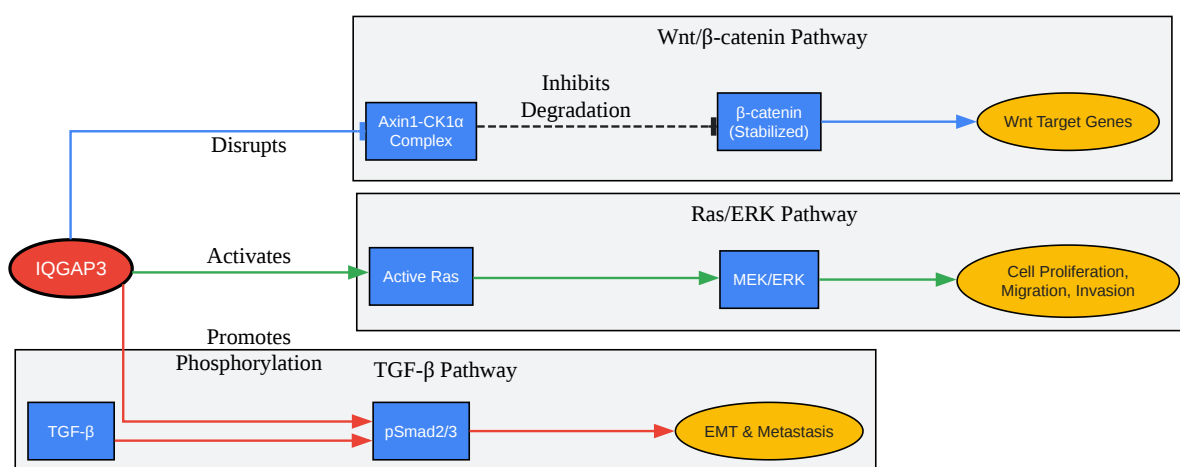 Wnt/β-catenin Pathway
Inhibits
Degradation
Axin1-CK1α
Complex
β-catenin
(Stabilized)
Wnt Target Genes
Disrupts
Ras/ERK Pathway
IQGAP3
Activates
Active Ras
MEK/ERK
Cell Proliferation,
Migration, Invasion
Promotes
Phosphorylation
TGF-β Pathway
TGF-β
pSmad2/3
EMT & Metastasis